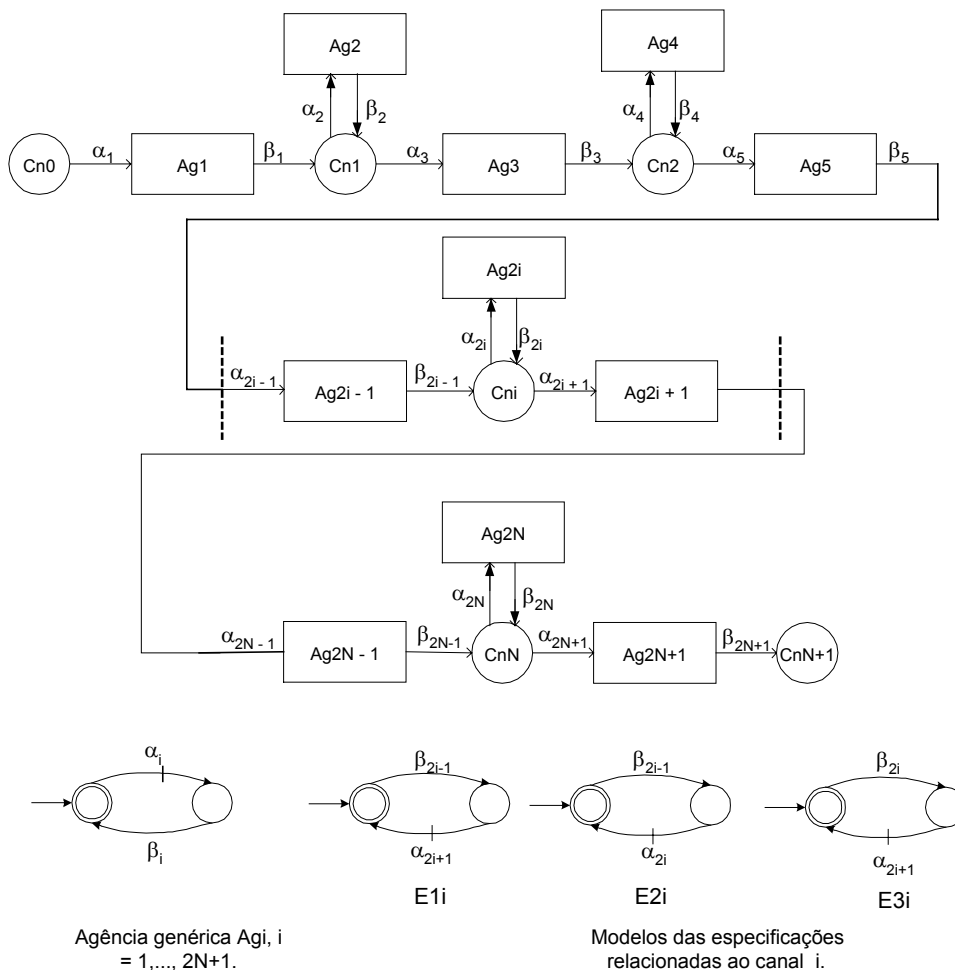 Ag2 Ag4
α2 β2 α4 β4
Cn0 α1 Ag1 β1 Cn1 α3 Ag3 β3 Cn2 α5 Ag5 β5
Ag2i
α2i β2i
α2i - 1 Ag2i - 1 β2i - 1 Cni α2i + 1 Ag2i + 1
Ag2N
α2N β2N
α2N - 1 Ag2N - 1 β2N-1 CnN α2N+1 Ag2N+1 β2N+1 CnN+1
αi β2i-1 β2i-1 β2i
βi α2i+1 α2i α2i+1
E1i E2i E3i
Agência genérica Agi, i
= 1,..., 2N+1.
Modelos das especificações
relacionadas ao canal i.